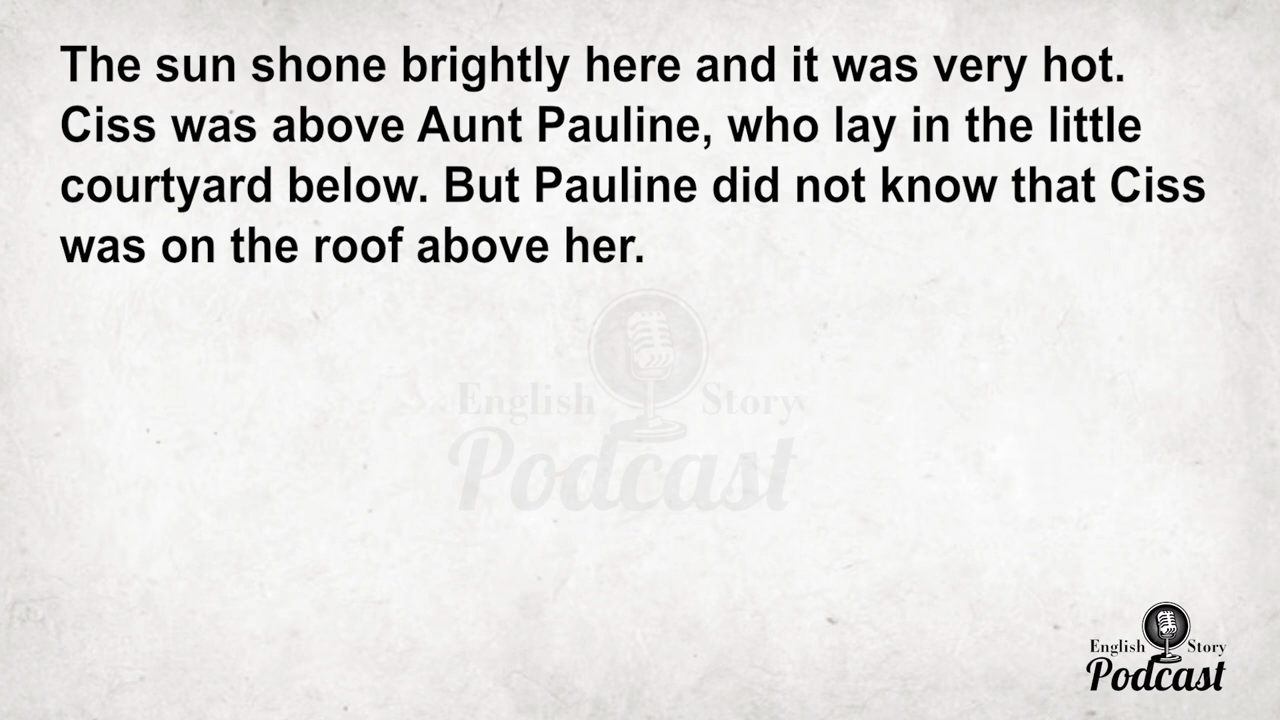 The sun shone brightly here and it was very hot.
Ciss was above Aunt Pauline, who lay in the little
courtyard below. But Pauline did not know that Ciss
was on the roof above her.
English Story
Podcast
English Story
Podcast